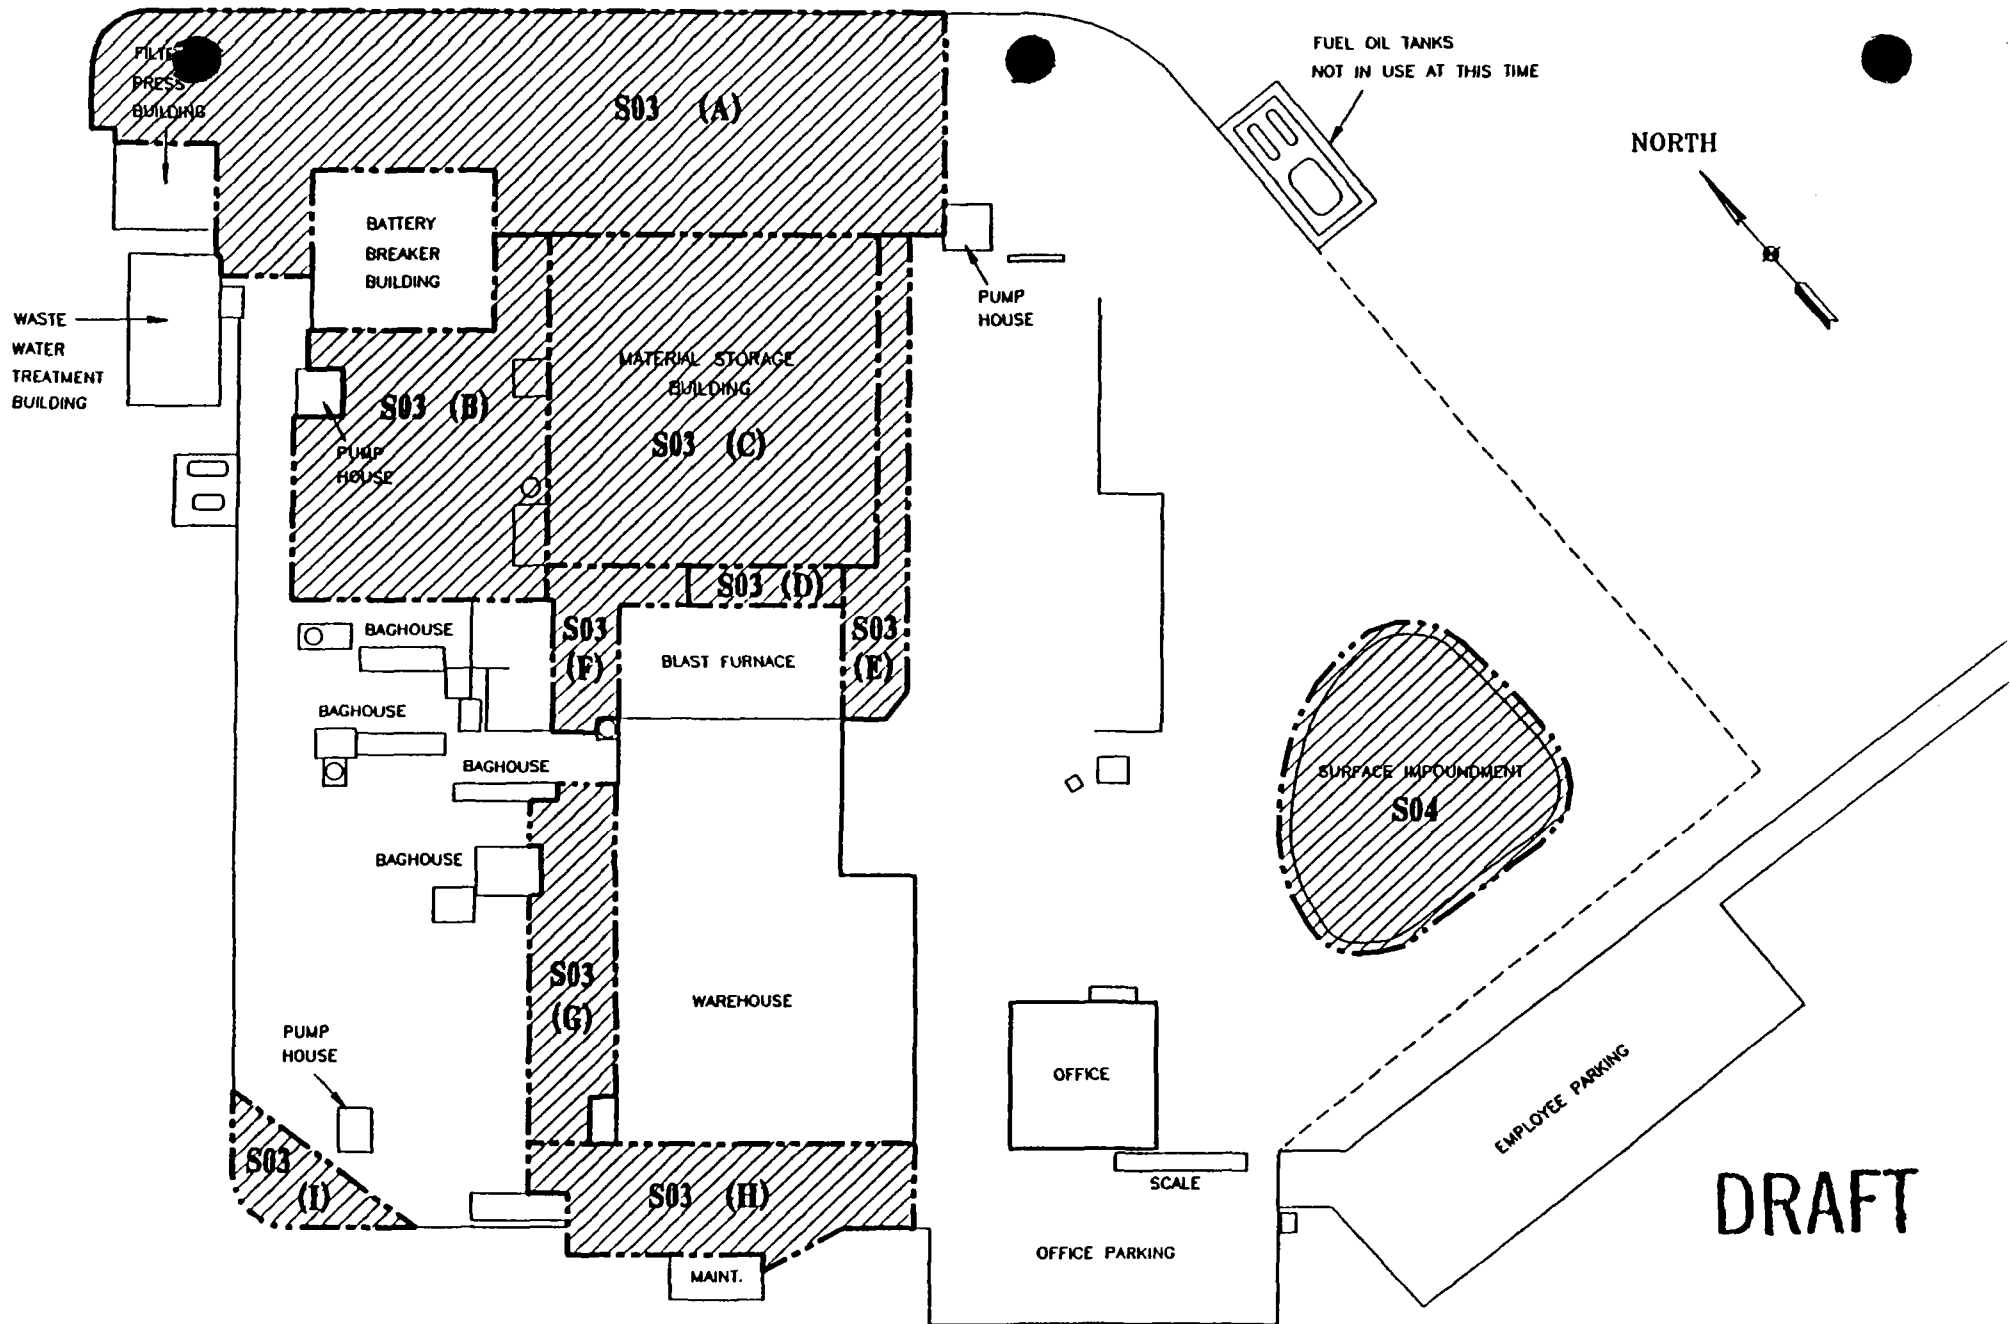 FUEL OIL TANKS
NOT IN USE AT THIS TIME
PRESS
BUILDING
S03 (A)
NORTH
BATTERY
BREAKER
BUILDING
PUMP
HOUSE
WASTE
WATER
TREATMENT
BUILDING
MATERIAL STORAGE
BUILDING
S03 (B)
S03 (C)
PUMP
HOUSE
S03 (D)
S03
(F)
BLAST FURNACE
S03
(E)
BAGHOUSE
BAGHOUSE
BAGHOUSE
BAGHOUSE
SURFACE IMPOUNDMENT
S04
S03
(G)
WAREHOUSE
PUMP
HOUSE
OFFICE
EMPLOYEE PARKING
S03
(I)
S03 (H)
SCALE
DRAFT
OFFICE PARKING
MAINT.